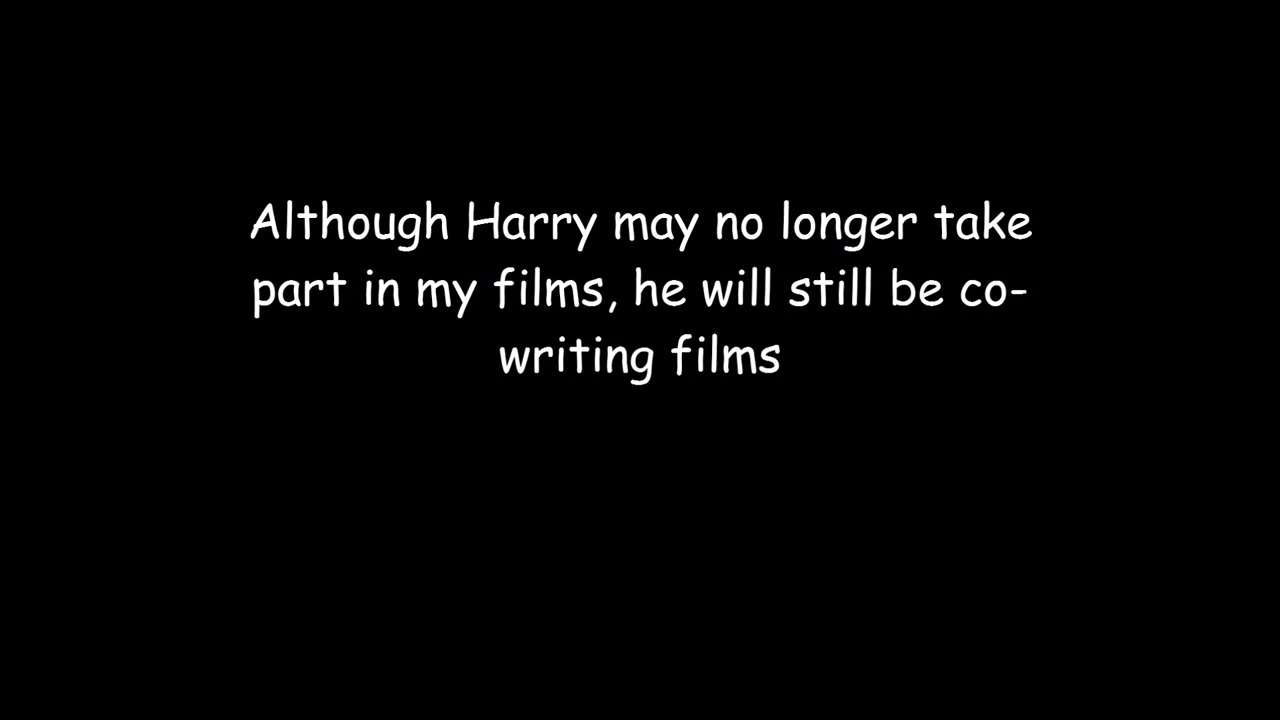 Although Harry may no longer take
part in my films, he will still be co-
writing films